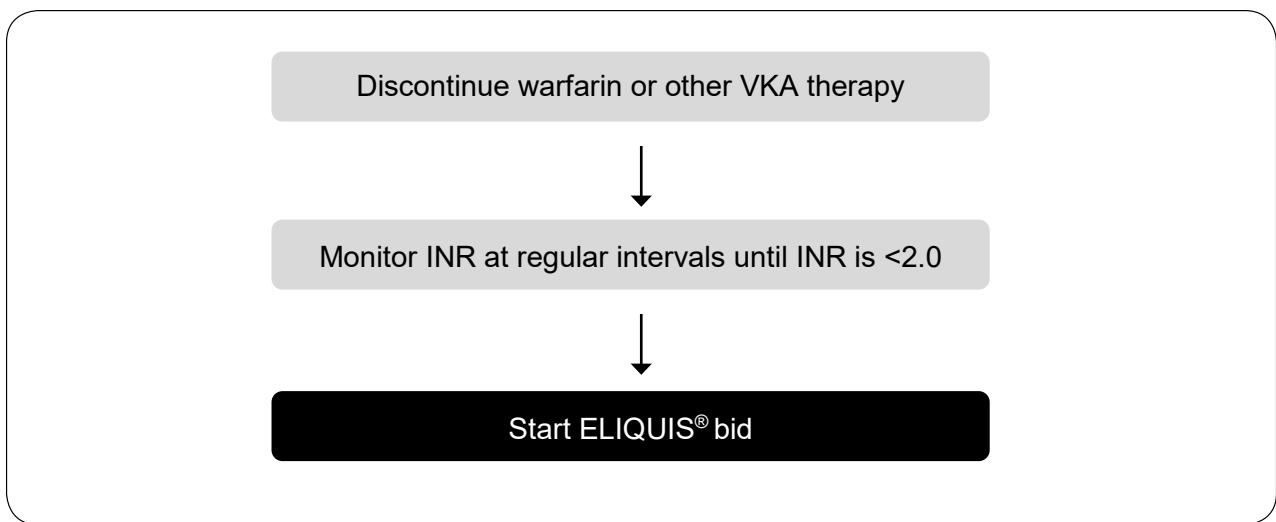 Discontinue warfarin or other VKA therapy
Monitor INR at regular intervals until INR is <2.0
Start ELIQUIS® bid